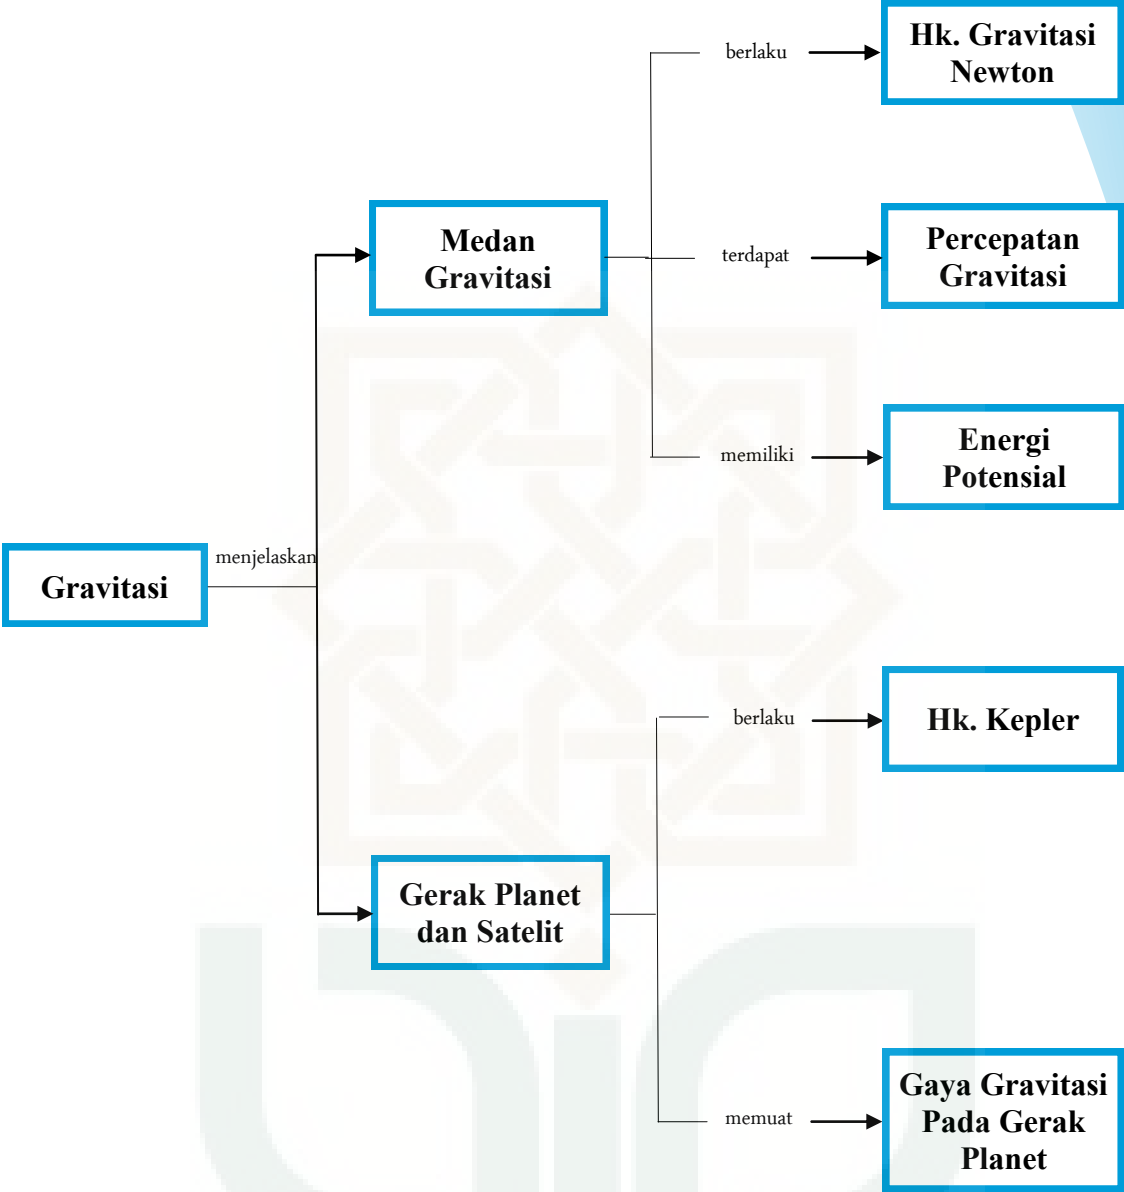 berlaku
Hk. Gravitasi
Newton
Medan
Gravitasi
terdapat
Percepatan
Gravitasi
memiliki
Energi
Potensial
Gravitasi
menjelaskan
berlaku
Hk. Kepler
Gerak Planet
dan Satelit
memuat
Gaya Gravitasi
Pada Gerak
Planet